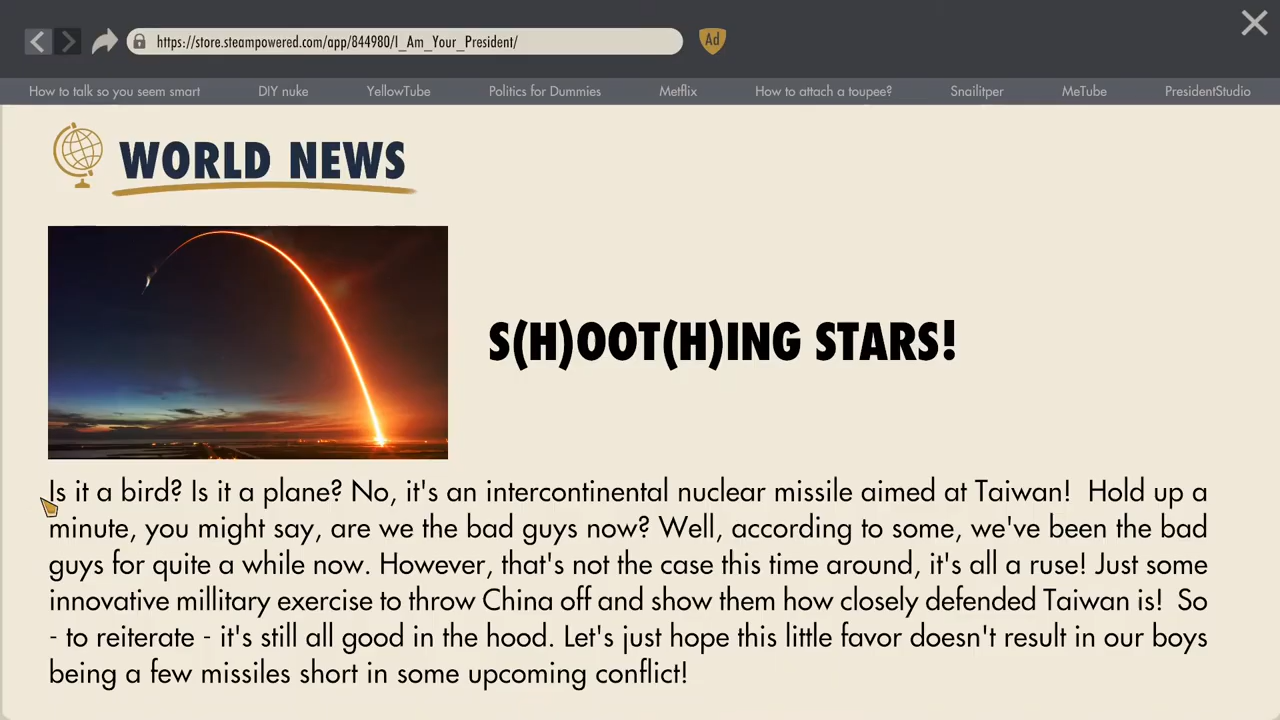 https://store.steampowered.com/app/844980/I_Am_Your_President/
Ad
How to talk so you seem smart DIY nuke YellowTube Politics for Dummies Metflix How to attach a toupee? Snailitper MeTube PresidentStudio
WORLD NEWS
S(H)OOT(H)ING STARS!
Is it a bird? Is it a plane? No, it's an intercontinental nuclear missile aimed at Taiwan!  Hold up a
minute, you might say, are we the bad guys now? Well, according to some, we've been the bad
guys for quite a while now. However, that's not the case this time around, it's all a ruse! Just some
innovative millitary exercise to throw China off and show them how closely defended Taiwan is!  So
- to reiterate - it's still all good in the hood. Let's just hope this little favor doesn't result in our boys
being a few missiles short in some upcoming conflict!